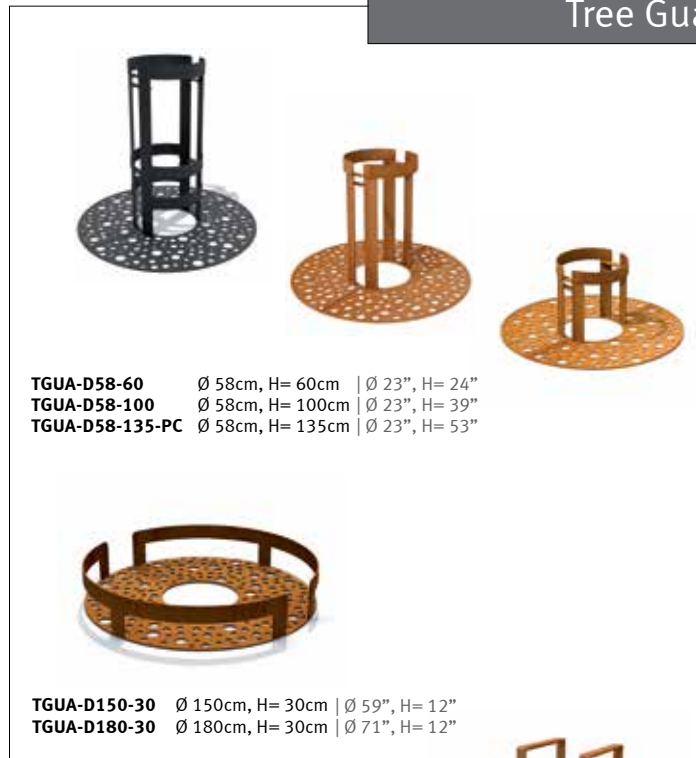 Tree Gua
TGUA-D58-60 Ø 58cm, H= 60cm | Ø 23”, H= 24”
TGUA-D58-100 Ø 58cm, H= 100cm | Ø 23”, H= 39”
TGUA-D58-135-PC Ø 58cm, H= 135cm | Ø 23”, H= 53”
TGUA-D150-30 Ø 150cm, H= 30cm | Ø 59”, H= 12”
TGUA-D180-30 Ø 180cm, H= 30cm | Ø 71”, H= 12”